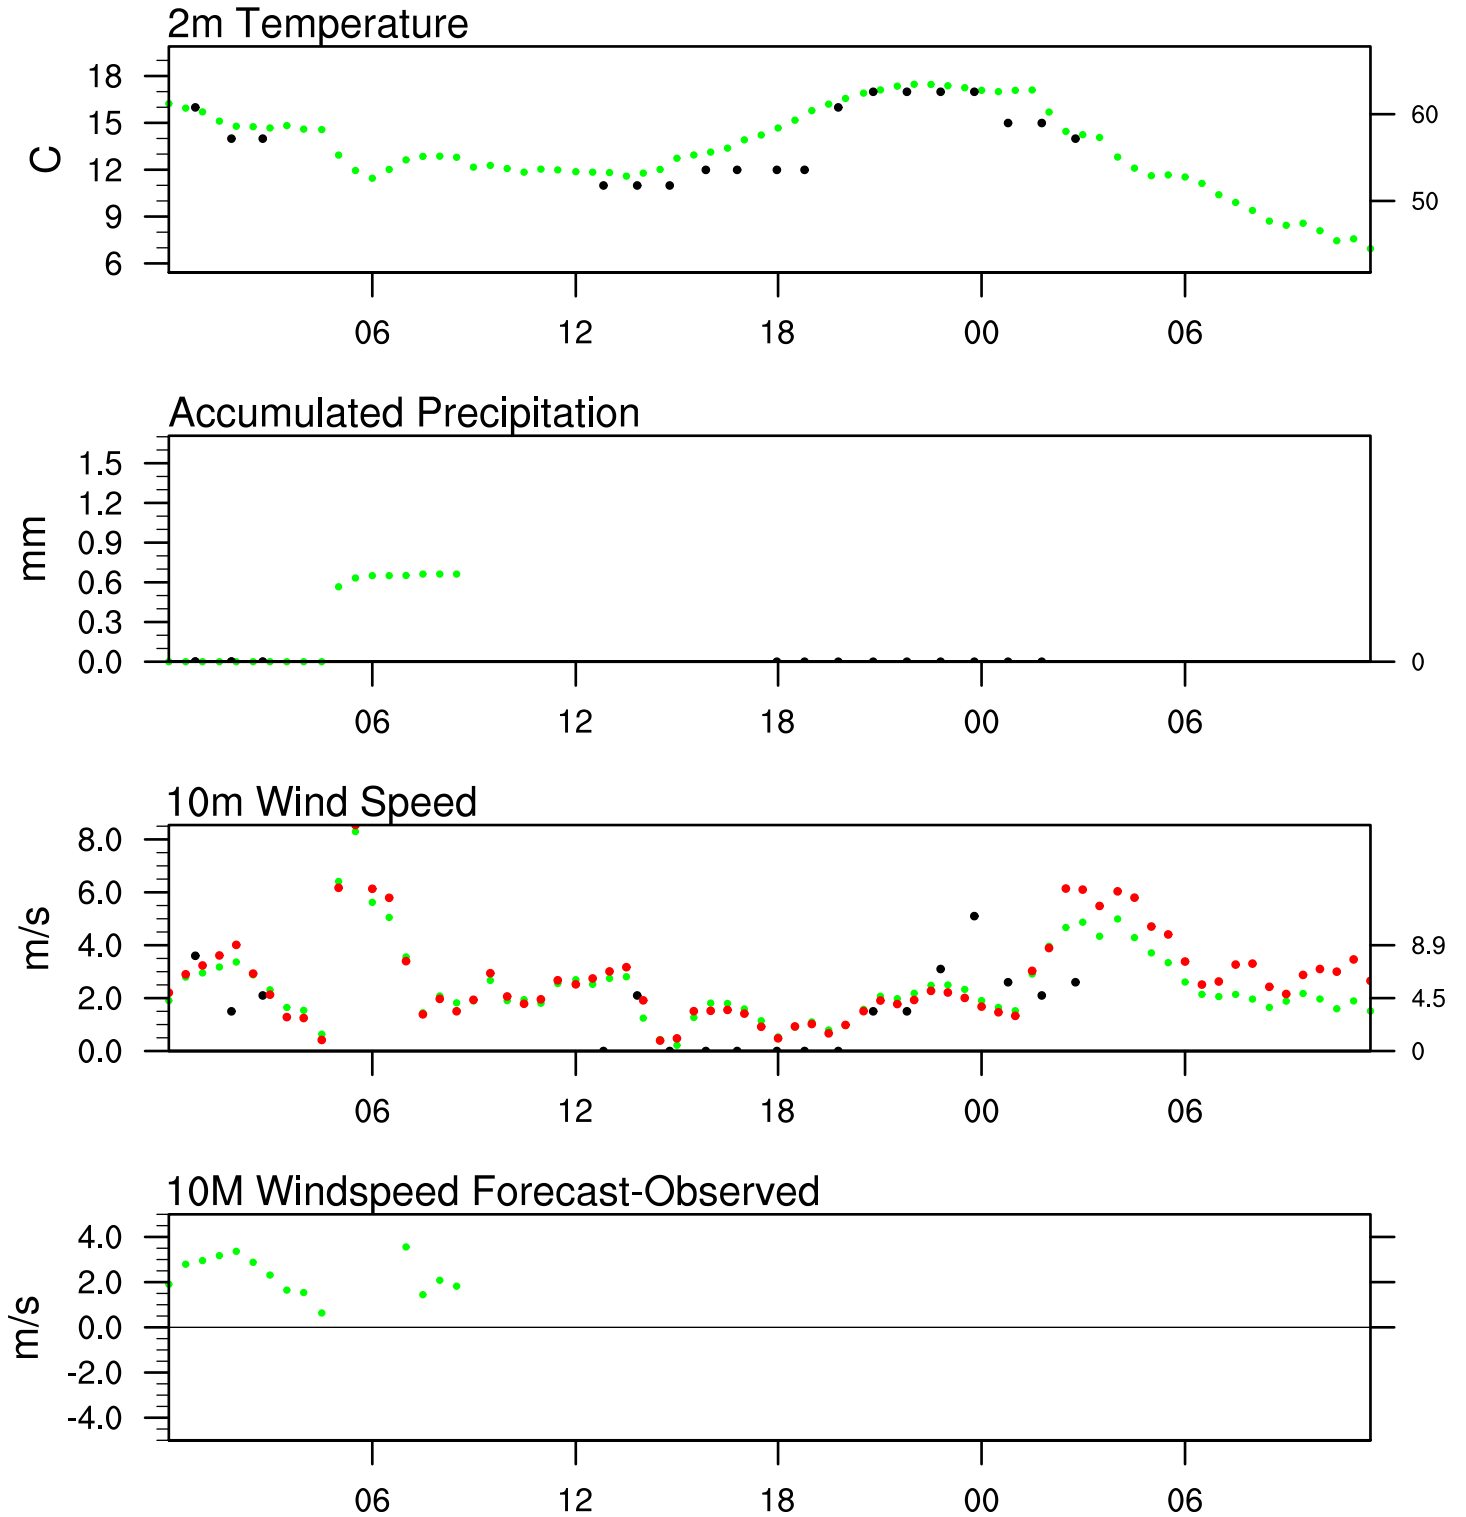 2m Temperature
18
15
12
9
6
C
60
50
06 12 18 00 06
Accumulated Precipitation
1.5
1.2
0.9
0.6
0.3
0.0
mm
0
06 12 18 00 06
10m Wind Speed
8.0
6.0
4.0
2.0
0.0
m/s
8.9
4.5
0
06 12 18 00 06
10M Windspeed Forecast-Observed
4.0
2.0
0.0
-2.0
-4.0
m/s
06 12 18 00 06